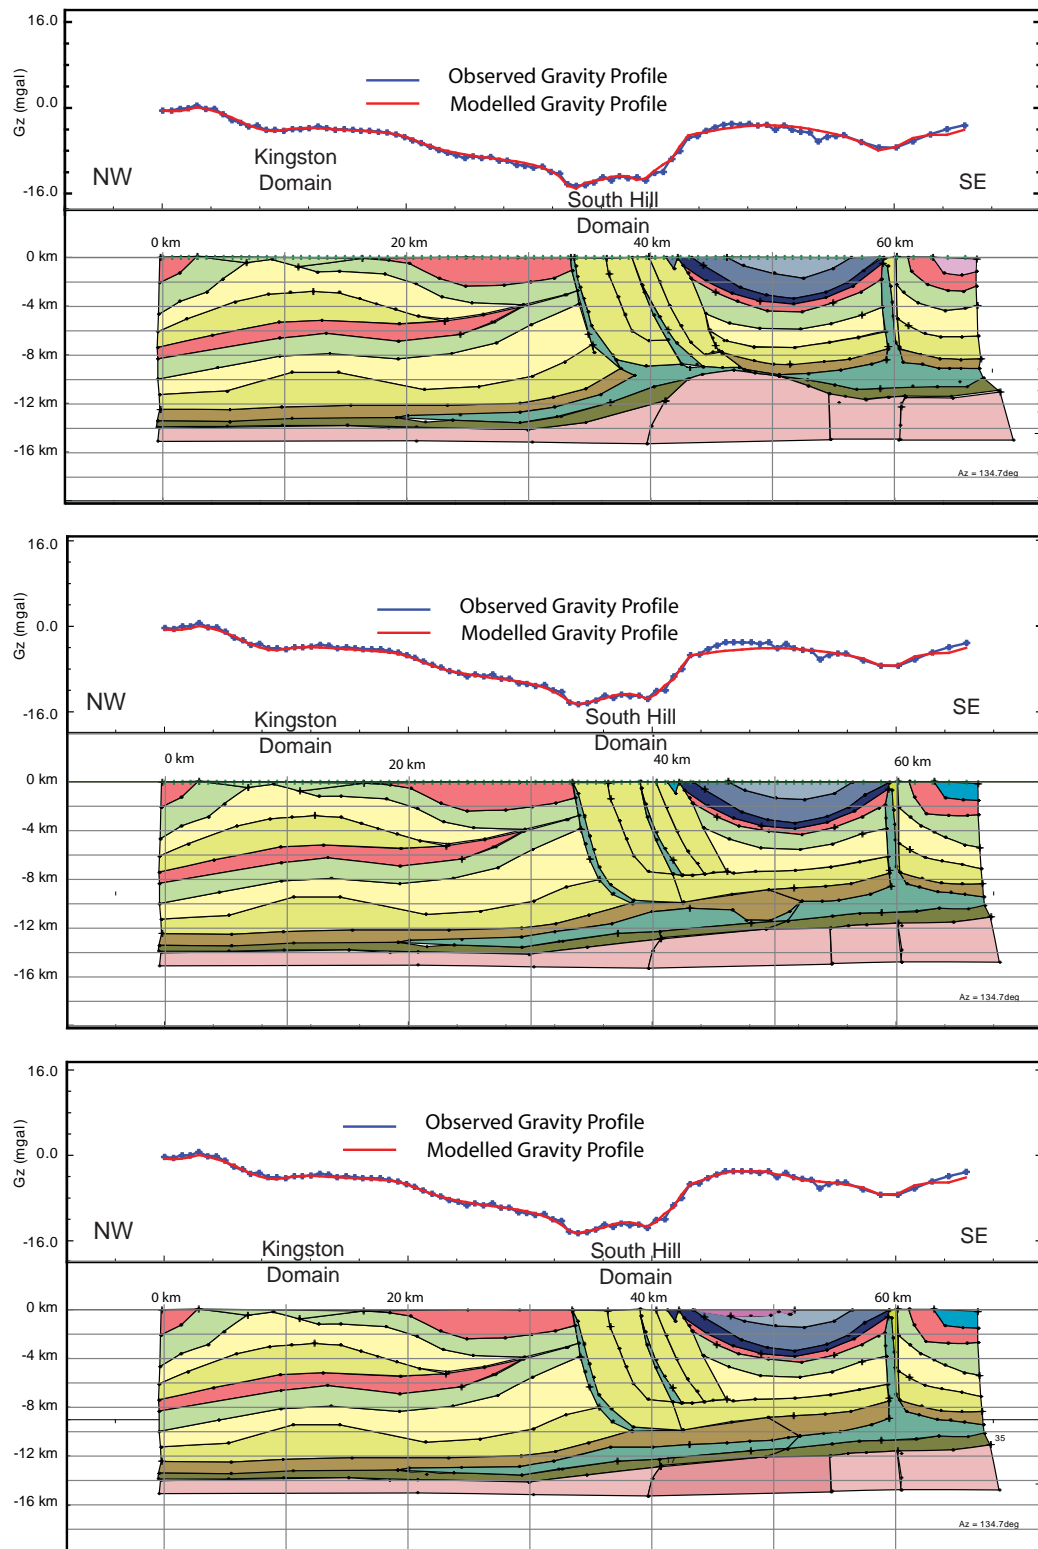 16.0
Observed Gravity Profile
Modelled Gravity Profile
Gz (mgal)
0.0
Kingston
Domain
NW
SE
-16.0
South Hill
Domain
0 km
20 km
40 km
60 km
0 km
-4 km
-8 km
-12 km
-16 km
Az = 134.7deg
16.0
Observed Gravity Profile
Modelled Gravity Profile
Gz (mgal)
0.0
NW
SE
-16.0
Kingston
Domain
South Hill
Domain
0 km
20 km
40 km
60 km
0 km
-4 km
-8 km
-12 km
-16 km
Az = 134.7deg
16.0
Observed Gravity Profile
Modelled Gravity Profile
Gz (mgal)
0.0
NW
SE
-16.0
Kingston
Domain
South Hill
Domain
0 km
20 km
40 km
60 km
0 km
-4 km
-8 km
-12 km
35
-16 km
Az = 134.7deg